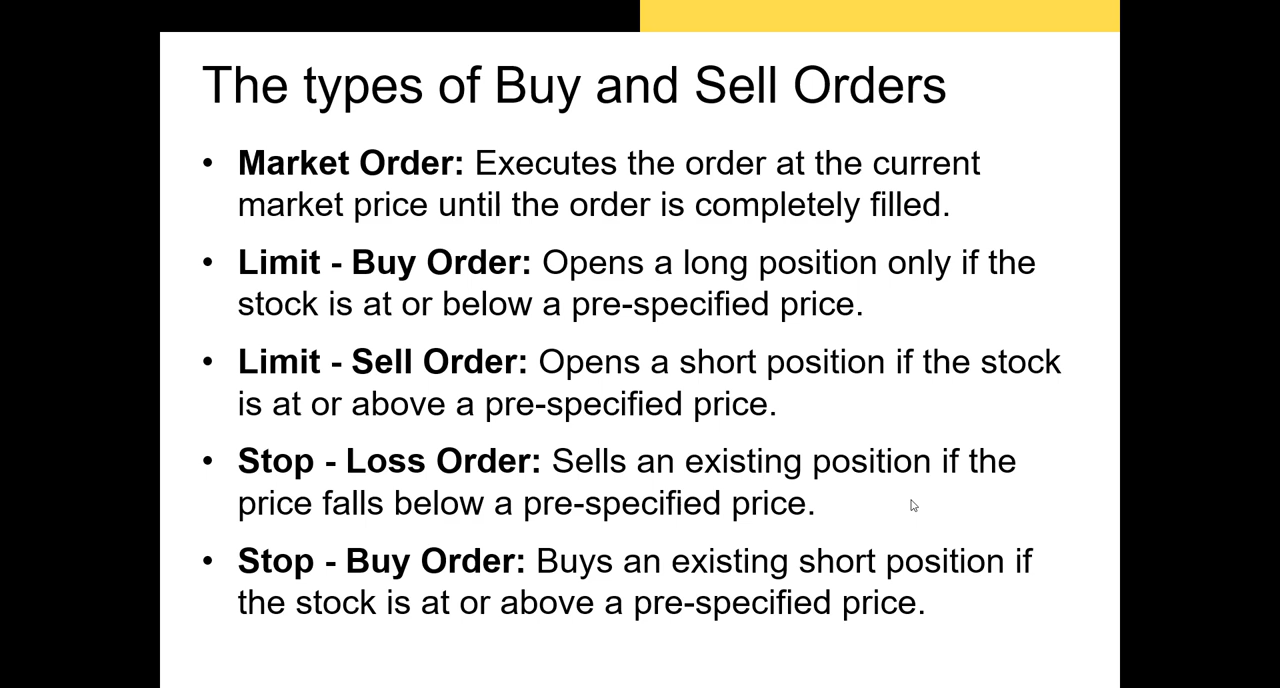 The types of Buy and Sell Orders
• Market Order: Executes the order at the current
market price until the order is completely filled.
• Limit - Buy Order: Opens a long position only if the
stock is at or below a pre-specified price.
• Limit - Sell Order: Opens a short position if the stock
is at or above a pre-specified price.
• Stop - Loss Order: Sells an existing position if the
price falls below a pre-specified price.
• Stop - Buy Order: Buys an existing short position if
the stock is at or above a pre-specified price.